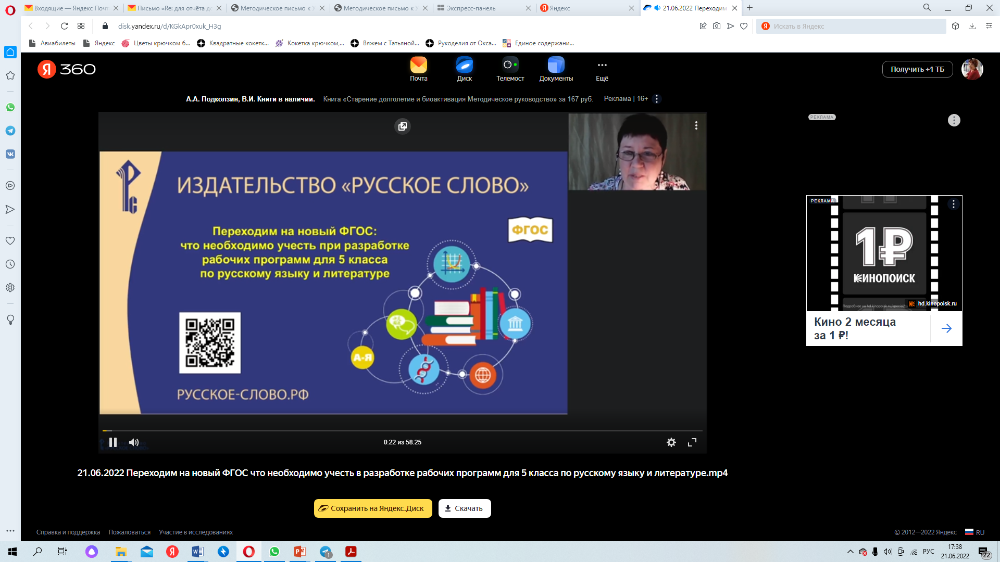 Входящие — Яндекс Почт
Письмо «Re: для отчёта до
Методическое письмо к У
Методическое письмо к У
Экспресс-панель
Яндекс
21.06.2022 Переходим
disk.yandex.ru/d/KGkApr0xuk_H3g
Искать в Яндекс
Авиабилеты
Яндекс
Цветы крючком б...
Квадратные кокетк...
Кокетка крючком,...
Вяжем с Татьяной...
Рукоделия от Окса...
Единое содержани...
Я 360
Почта
Диск
Телемост
Документы
Ещё
Получить +1 ТБ
А.А. Подколзин, В.И. Книги в наличии. Книга «Старение долголетие и биоактивация Методическое руководство» за 167 руб. Реклама | 16+
РЕКЛАМА
ИЗДАТЕЛЬСТВО «РУССКОЕ СЛОВО»
Переходим на новый ФГОС:
что необходимо учесть при разработке
рабочих программ для 5 класса
по русскому языку и литературе
ФГОС
А-Я
РУССКОЕ-СЛОВО.РФ
РЕКЛАМА
1₽
КИНОПОИСК
hd.kinopoisk.ru
Кино 2 месяца
за 1 ₽!
0:22 из 58:25
21.06.2022 Переходим на новый ФГОС что необходимо учесть в разработке рабочих программ для 5 класса по русскому языку и литературе.mp4
Сохранить на Яндекс.Диск
Скачать
Справка и поддержка
Пожаловаться
Участие в исследованиях
© 2012—2022 Яндекс
RU
1
РУС
17:38
21.06.2022
22